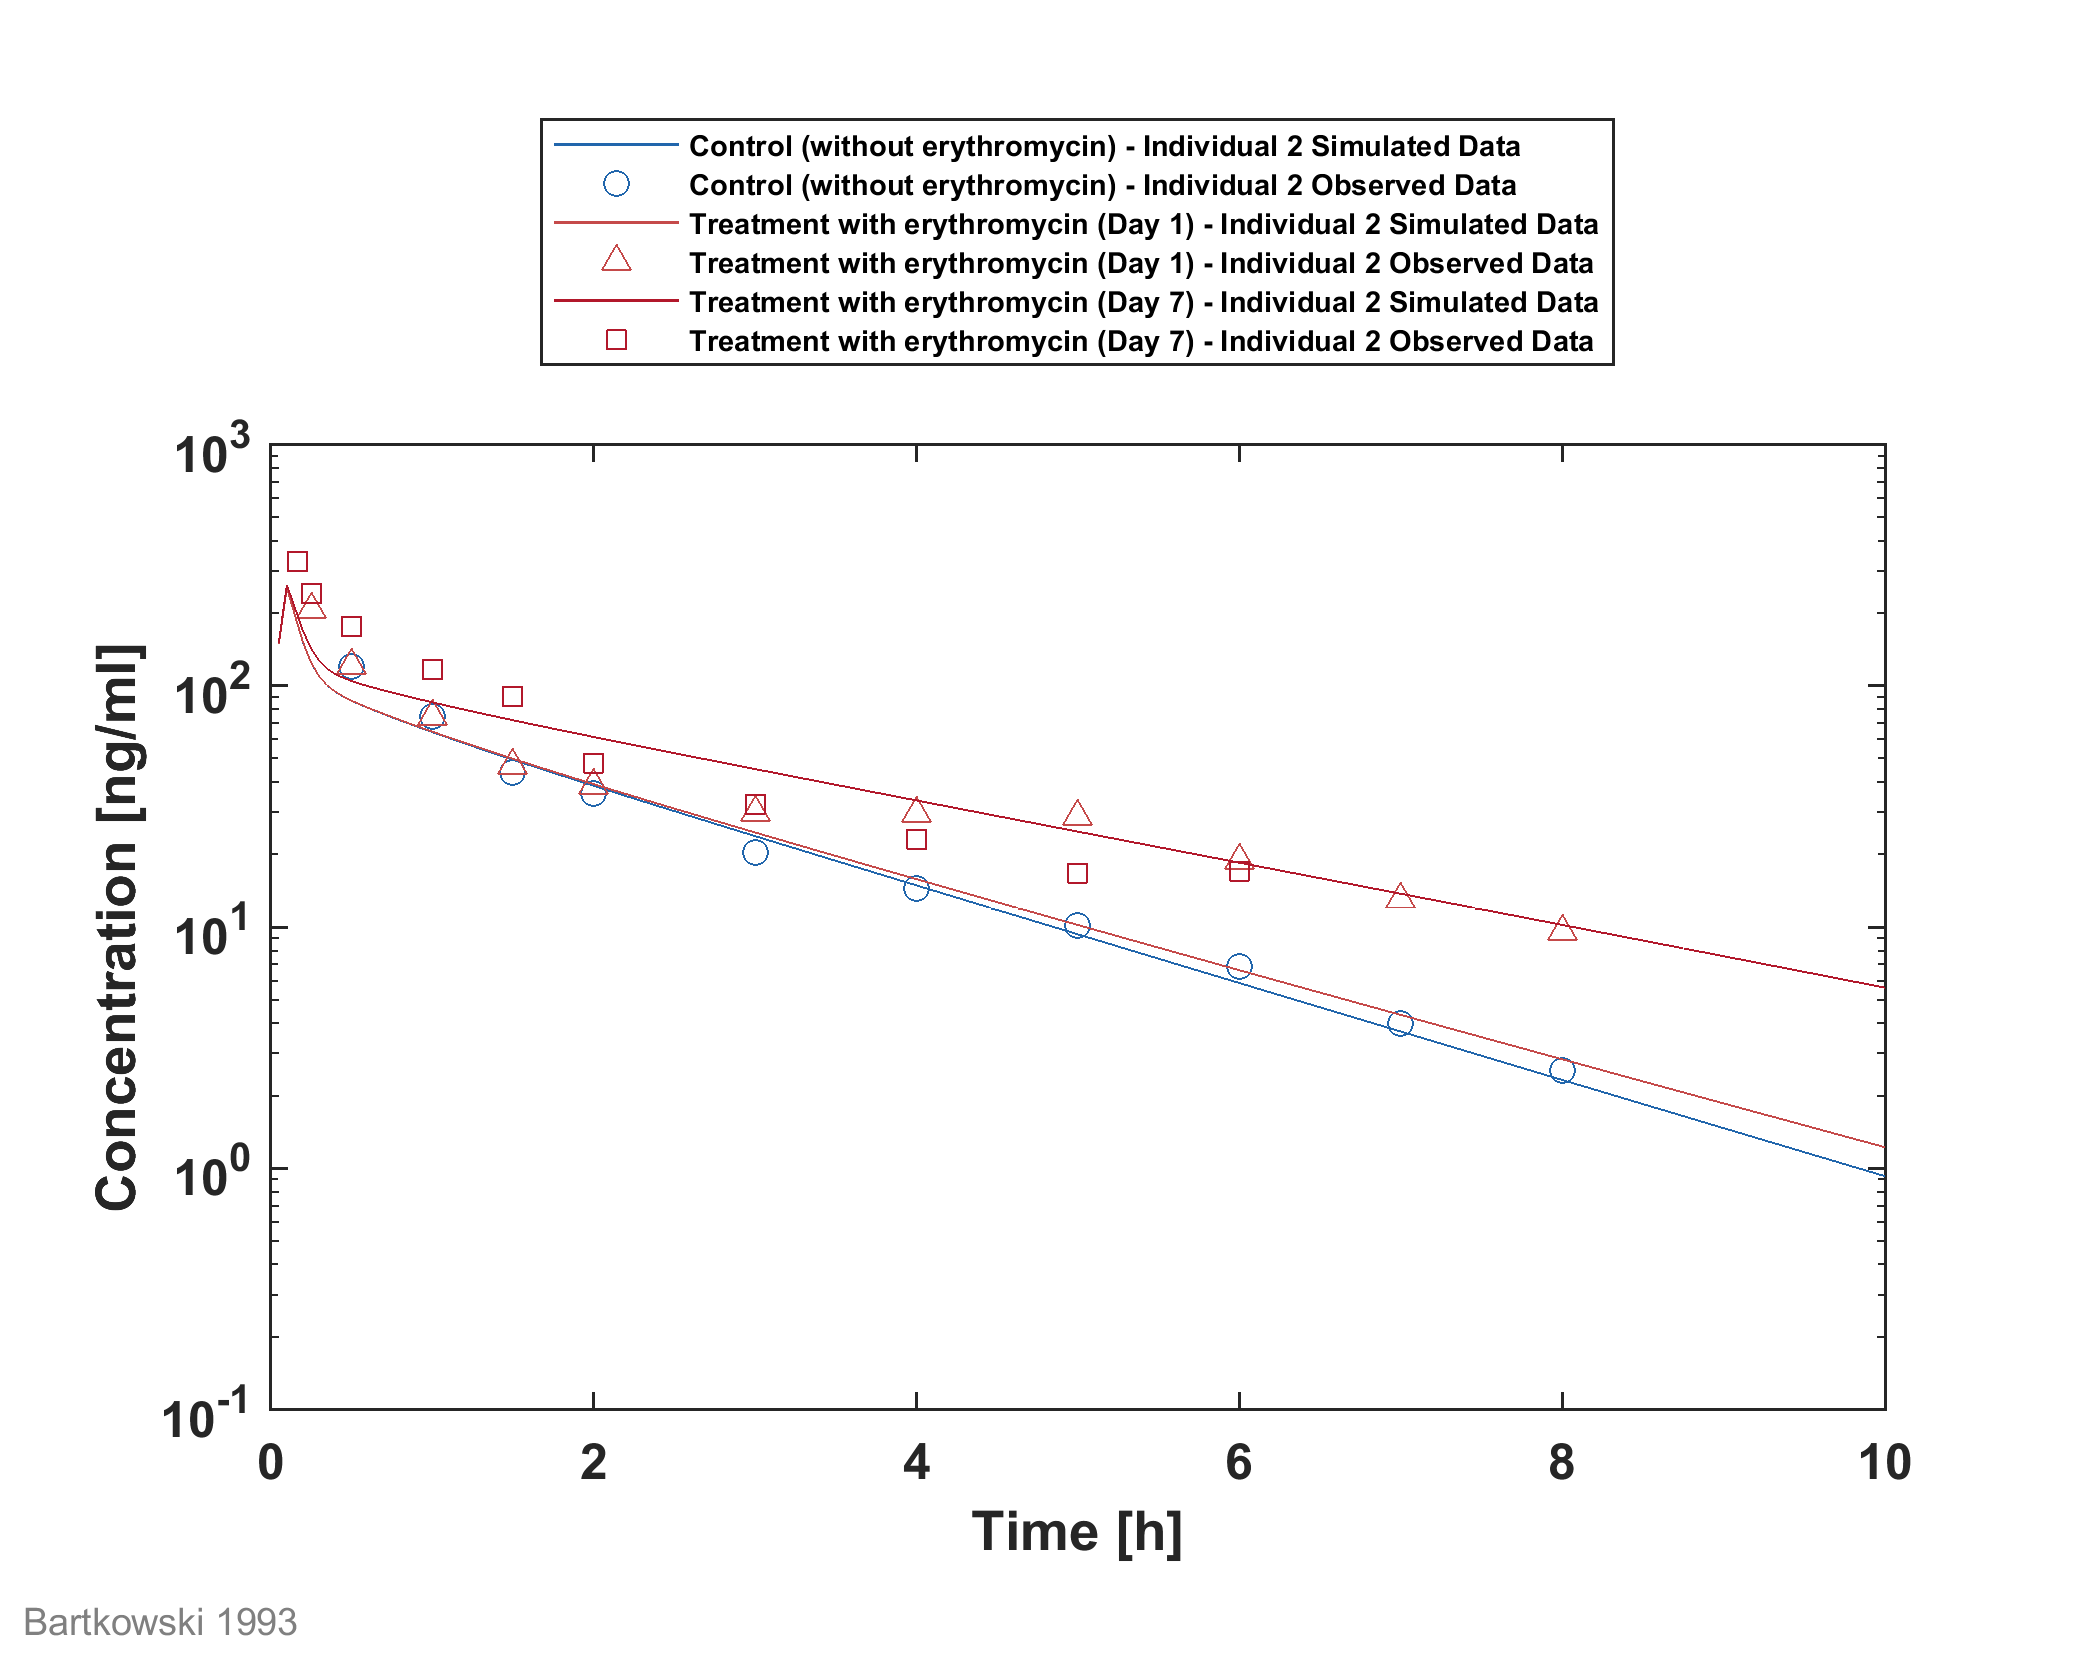 Control (without erythromycin) - Individual 2 Simulated Data
Control (without erythromycin) - Individual 2 Observed Data
Treatment with erythromycin (Day 1) - Individual 2 Simulated Data
Treatment with erythromycin (Day 1) - Individual 2 Observed Data
Treatment with erythromycin (Day 7) - Individual 2 Simulated Data
Treatment with erythromycin (Day 7) - Individual 2 Observed Data
10^3
10^2
10^1
10^0
10^-1
Concentration [ng/ml]
0 2 4 6 8 10
Time [h]
Bartkowski 1993